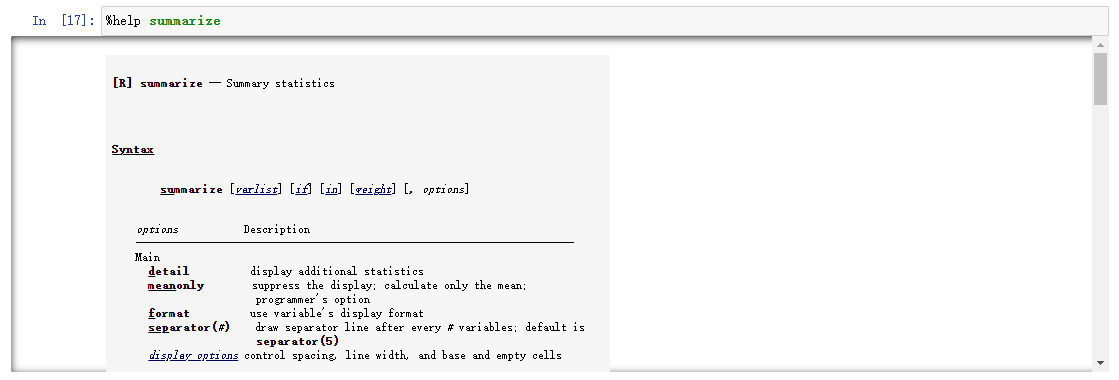 In [17]: %help summarize
[R] summarize — Summary statistics
Syntax
summarize [varlist] [if] [in] [weight] [, options]
options Description
Main
detail display additional statistics
meanonly suppress the display; calculate only the mean;
programmer's option
format use variable's display format
separator(#) draw separator line after every # variables; default is
separator(5)
display_options control spacing, line width, and base and empty cells